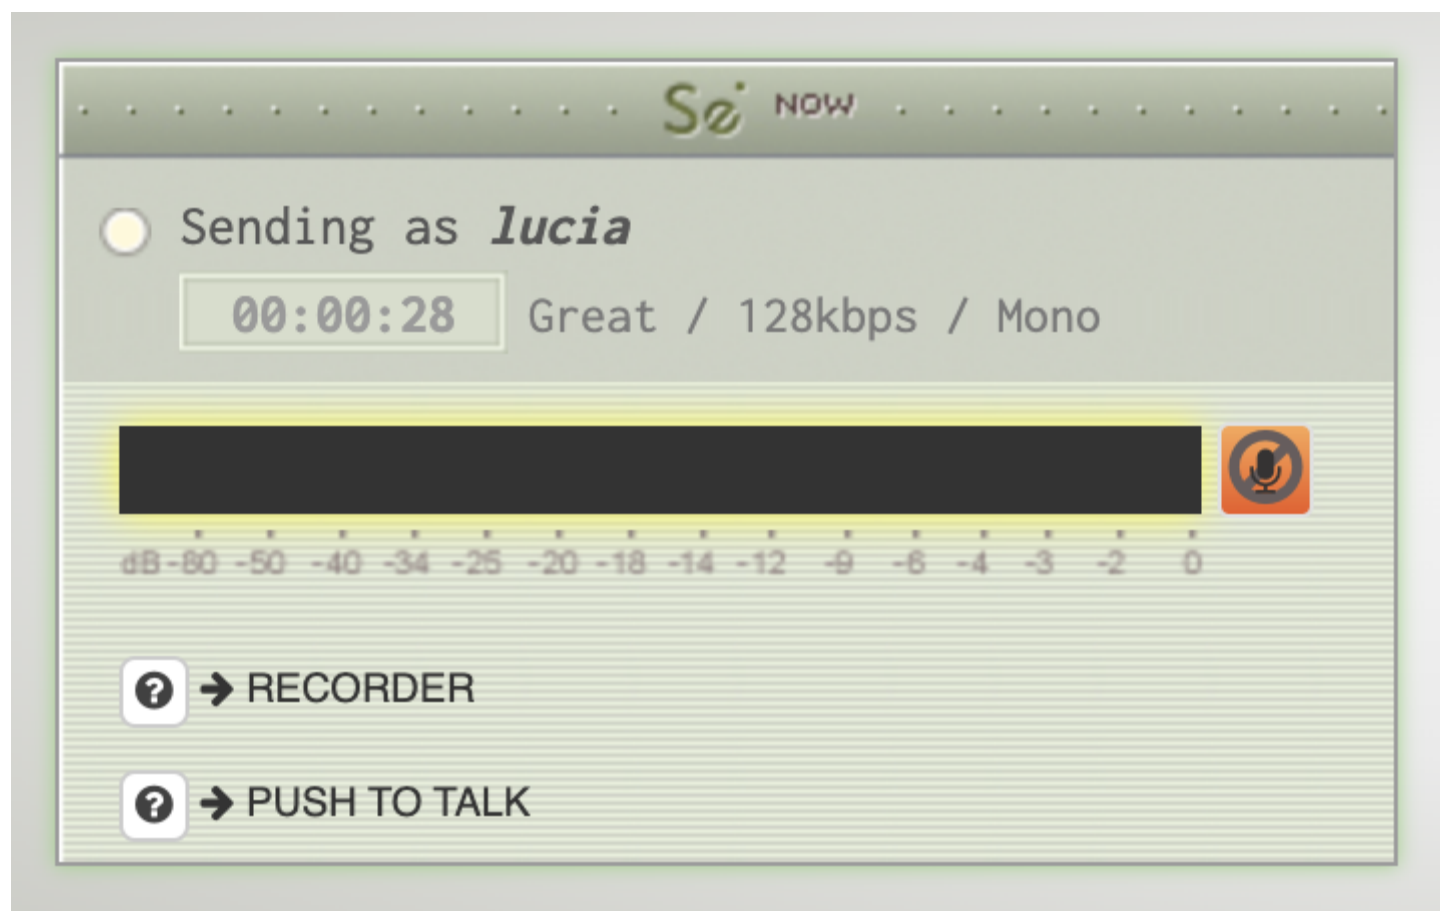 Sø NOW
Sending as lucia
00:00:28 Great / 128kbps / Mono
dB -80 -50 -40 -34 -25 -20 -18 -14 -12 -9 -6 -4 -3 -2 0
RECORDER
PUSH TO TALK